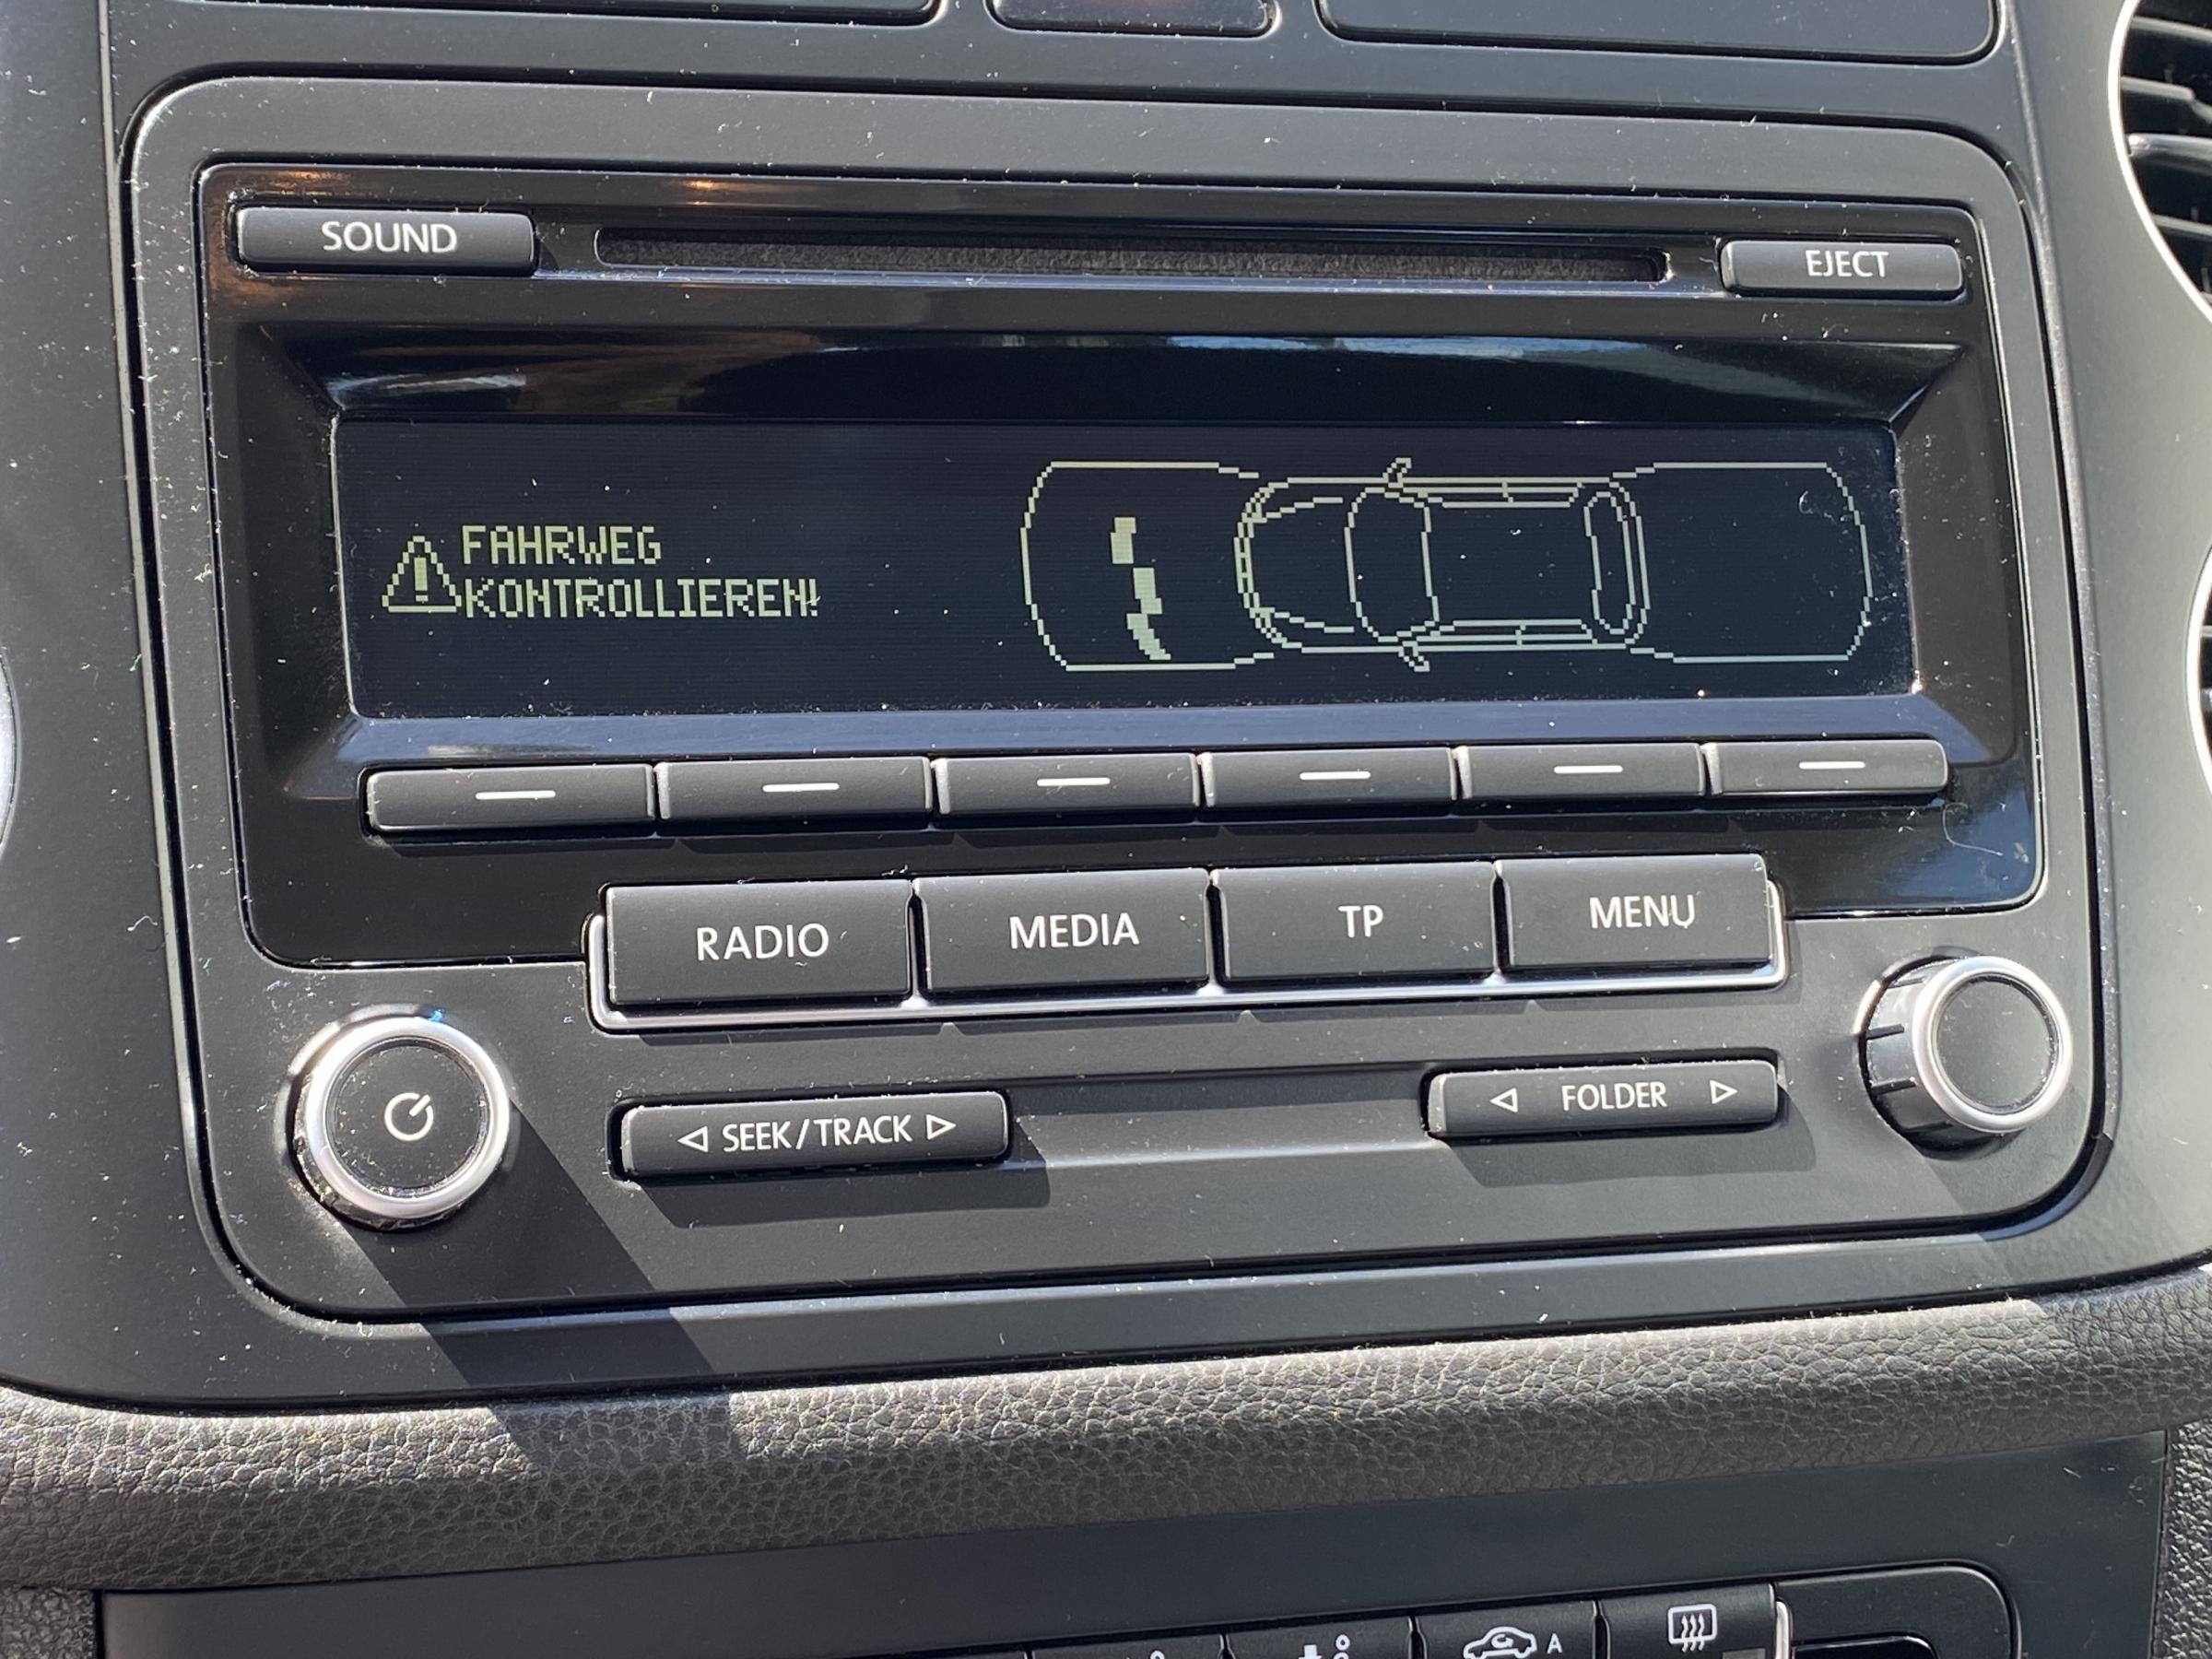 SOUND
EJECT
FAHRWEG
KONTROLLIEREN!
RADIO
MEDIA
TP
MENU
SEEK/TRACK
FOLDER
A